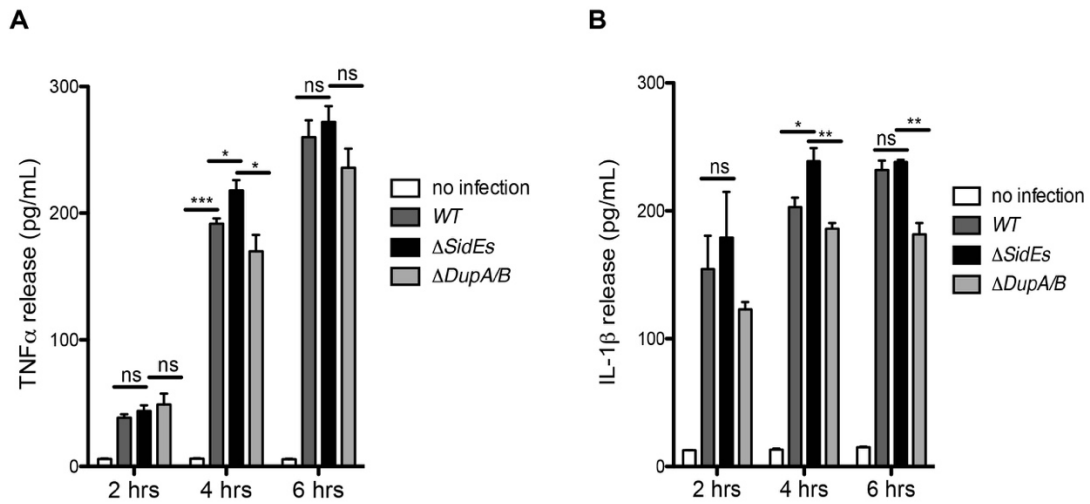 A
TNFα release (pg/mL)
300
200
100
0
ns
ns
***
*
*
ns
ns
2 hrs
4 hrs
6 hrs
no infection
WT
ΔSidEs
ΔDupA/B
B
IL-1β release (pg/mL)
300
200
100
0
ns
*
**
ns
**
2 hrs
4 hrs
6 hrs
no infection
WT
ΔSidEs
ΔDupA/B